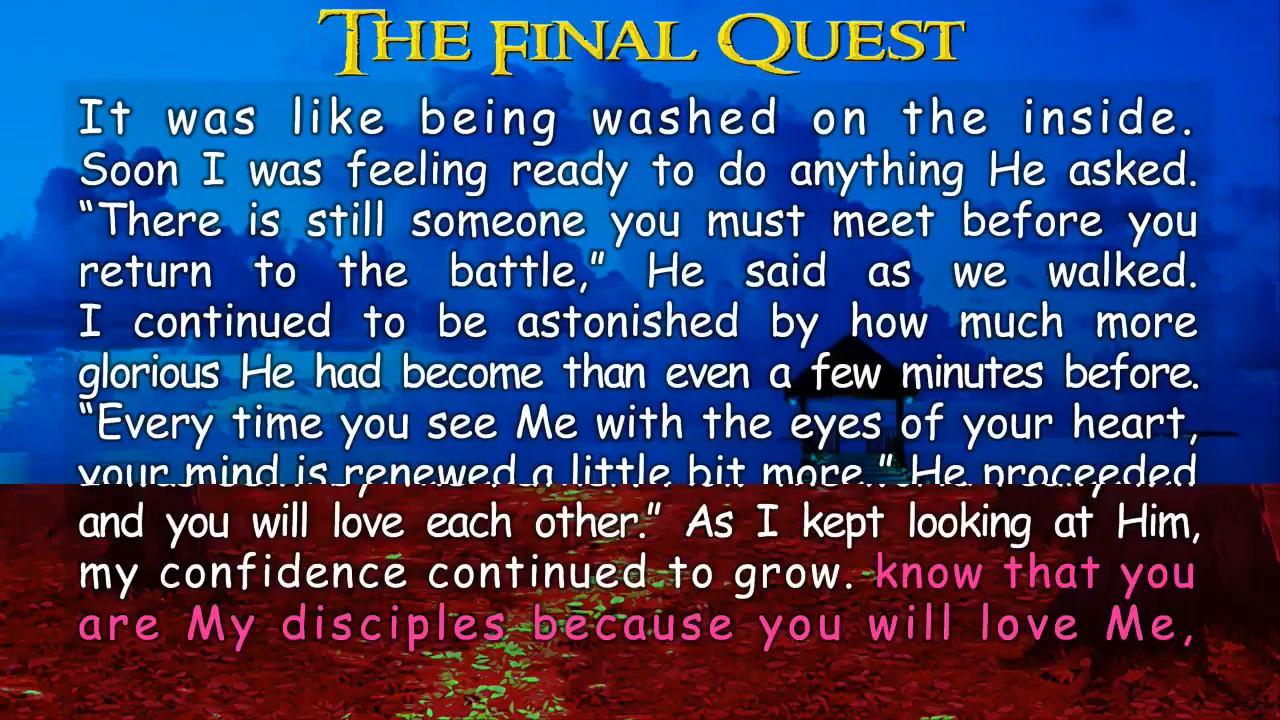 THE FINAL QUEST
It was like being washed on the inside.
Soon I was feeling ready to do anything He asked.
“There is still someone you must meet before you
return to the battle,” He said as we walked.
I continued to be astonished by how much more
glorious He had become than even a few minutes before.
“Every time you see Me with the eyes of your heart,
your mind is renewed a little bit more.” He proceeded
and you will love each other.” As I kept looking at Him,
my confidence continued to grow. know that you
are My disciples because you will love Me,